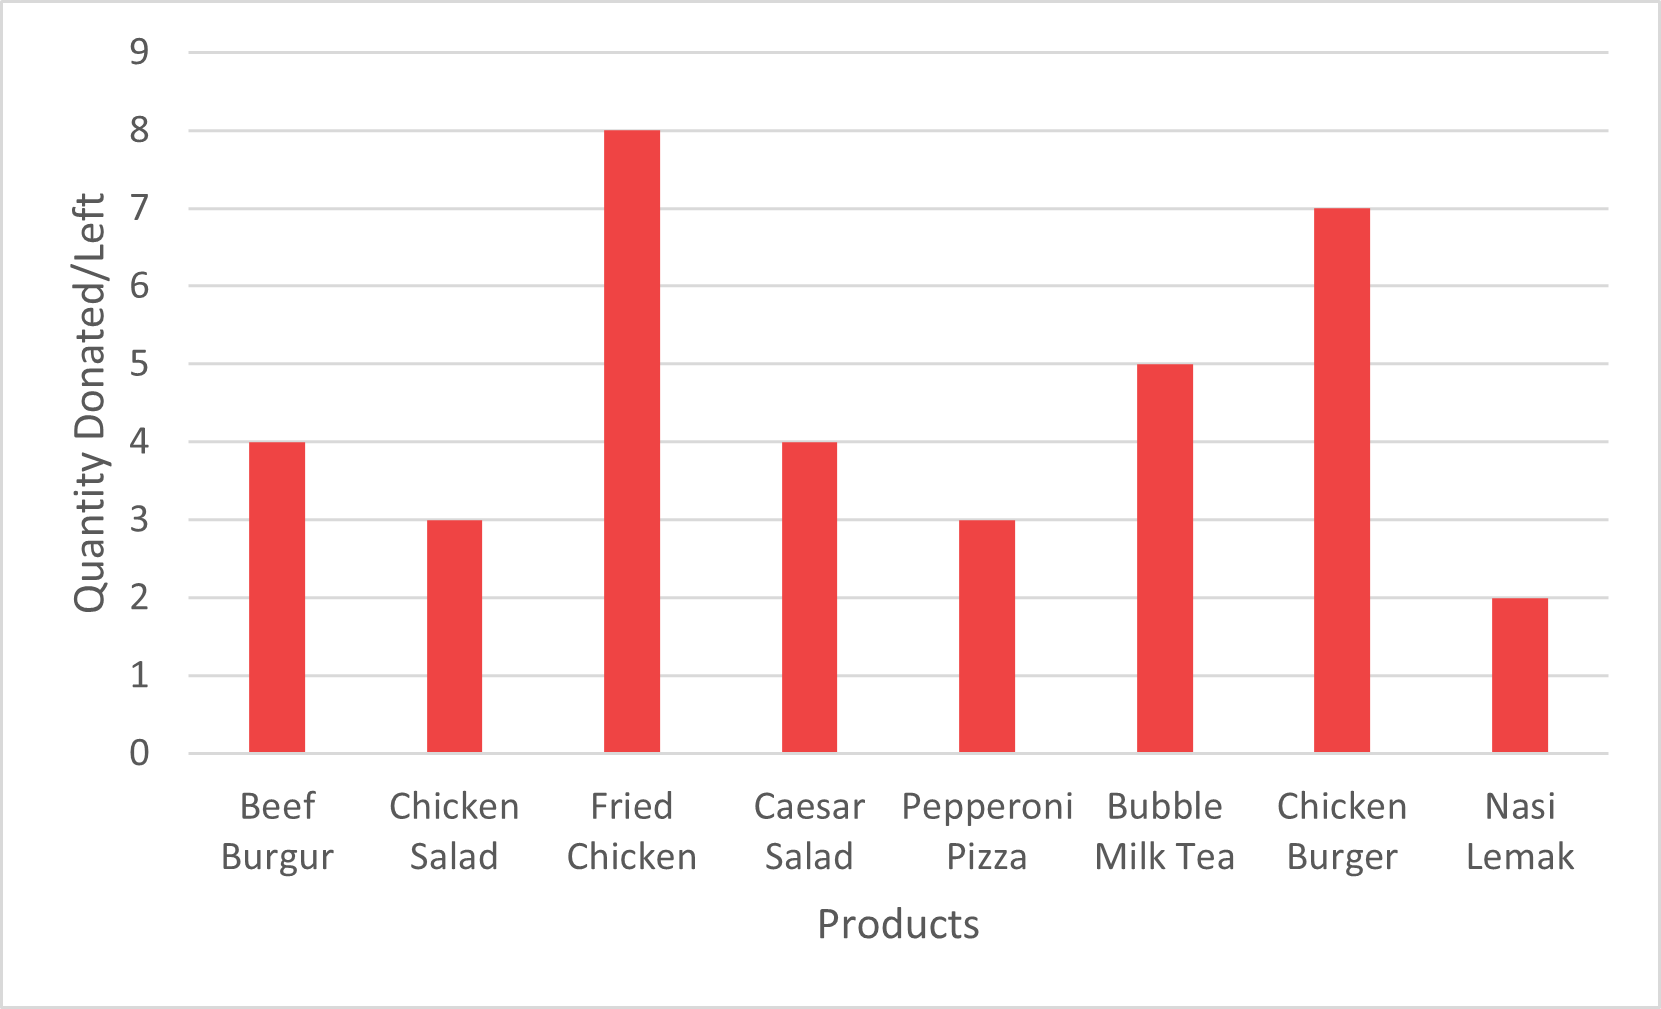 9
8
7
6
5
4
3
2
1
0
Quantity Donated/Left
Beef
Burgur
Chicken
Salad
Fried
Chicken
Caesar
Salad
Pepperoni
Pizza
Bubble
Milk Tea
Chicken
Burger
Nasi
Lemak
Products